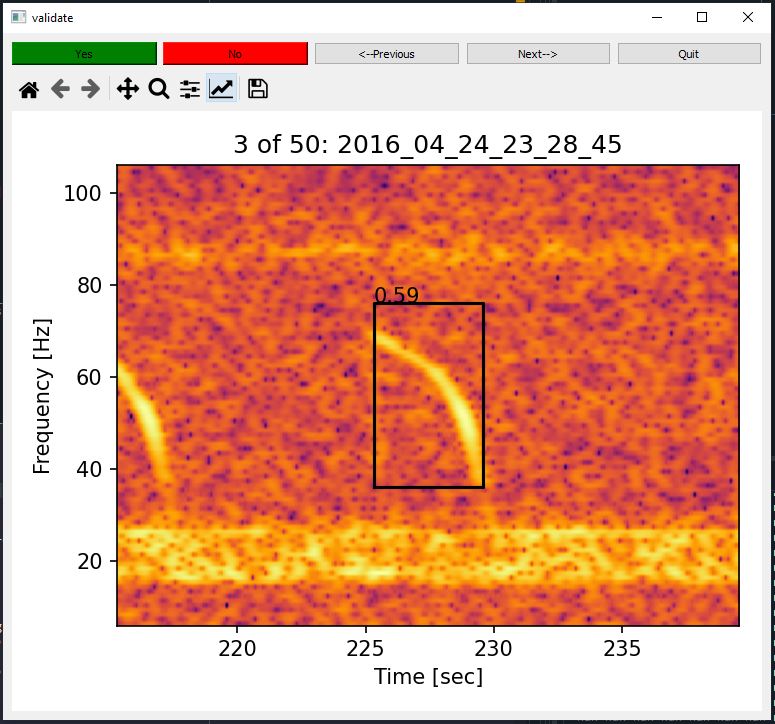 validate
Yes No <--Previous Next--> Quit
3 of 50: 2016_04_24_23_28_45
100
80
0.59
60
40
20
Frequency [Hz]
220 225 230 235
Time [sec]